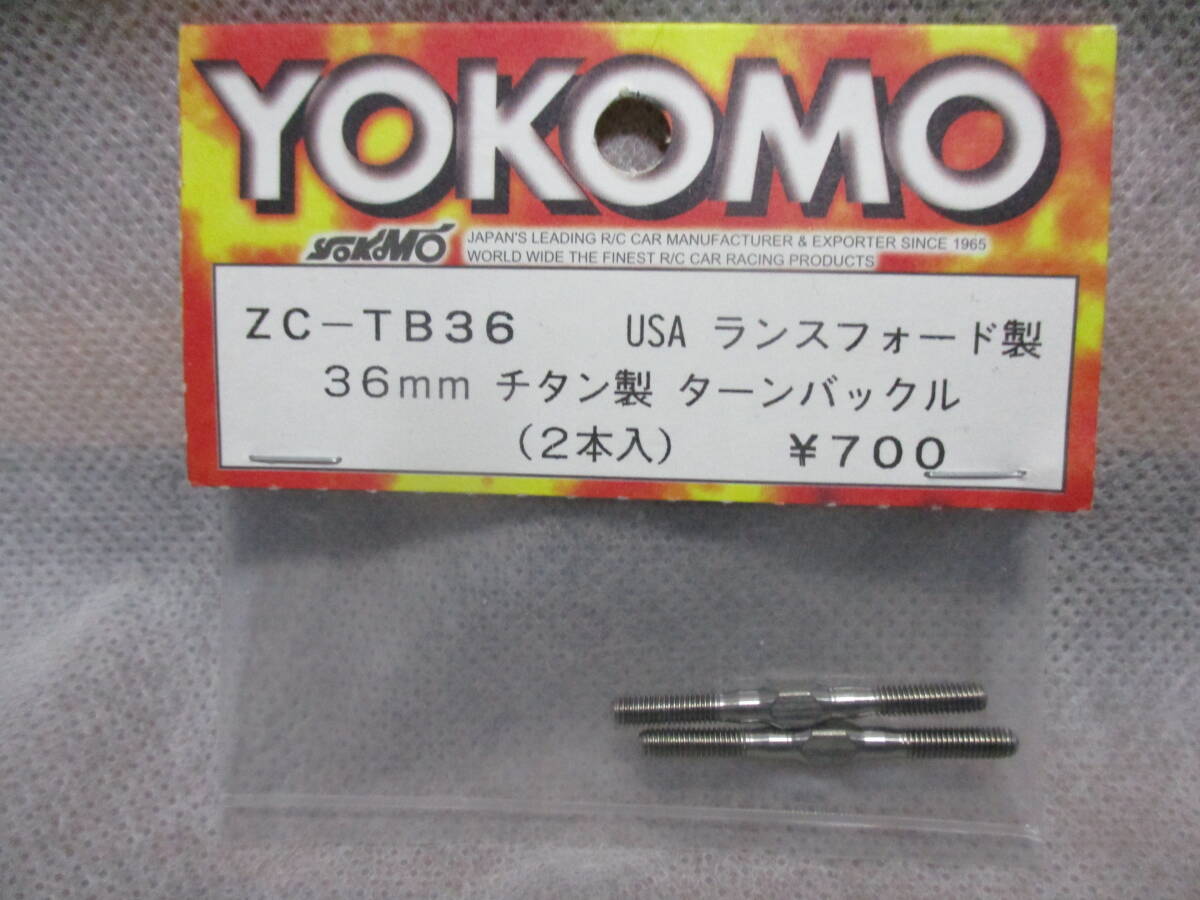 YOKOMO
YOKOMO JAPAN'S LEADING R/C CAR MANUFACTURER & EXPORTER SINCE 1965
WORLD WIDE THE FINEST R/C CAR RACING PRODUCTS
ZC-TB36 USA ランスフォード製
36mm チタン製 ターンバックル
(2本入) ¥700